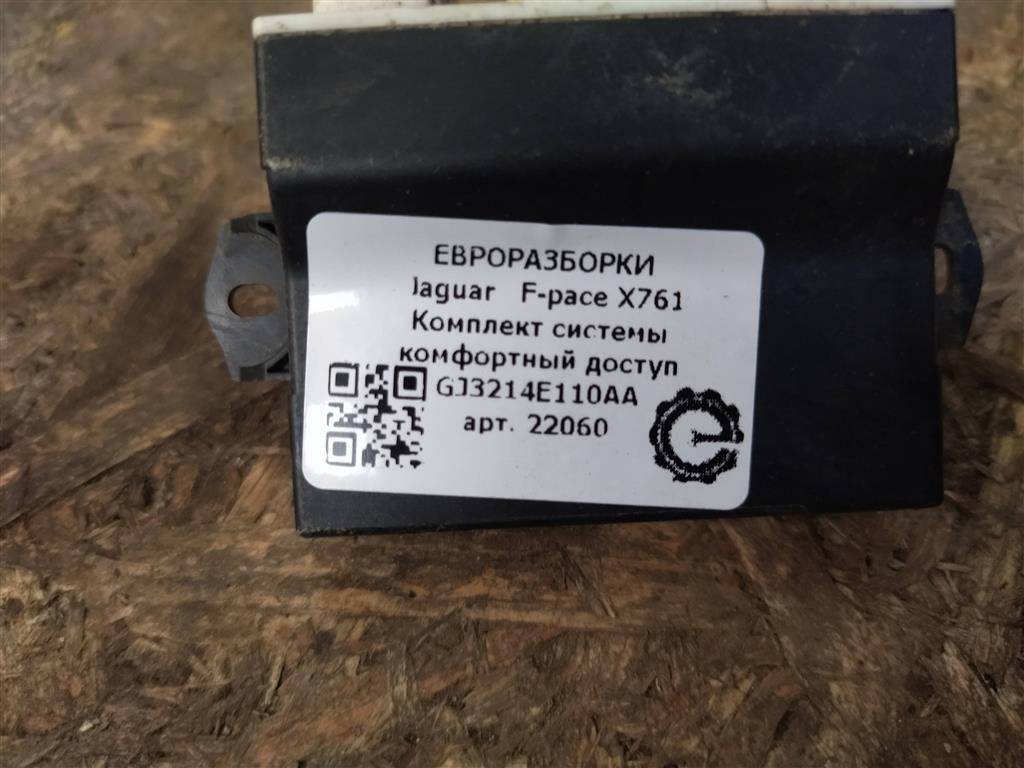 ЕВРОРАЗБОРКИ
Jaguar F-pace X761
Комплект системы
комфортный доступ
GJ3214E110AA
арт. 22060